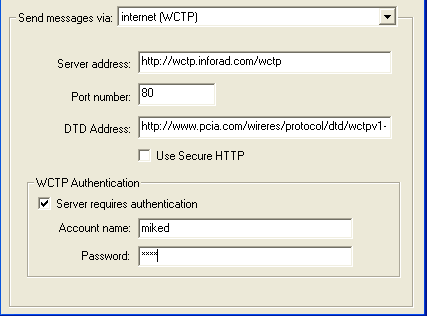 Send messages via: internet (WCTP)
Server address: http://wctp.inforad.com/wctp
Port number: 80
DTD Address: http://www.pcia.com/wireres/protocol/dtd/wctpv1-
Use Secure HTTP
WCTP Authentication
Server requires authentication
Account name: miked
Password: ****